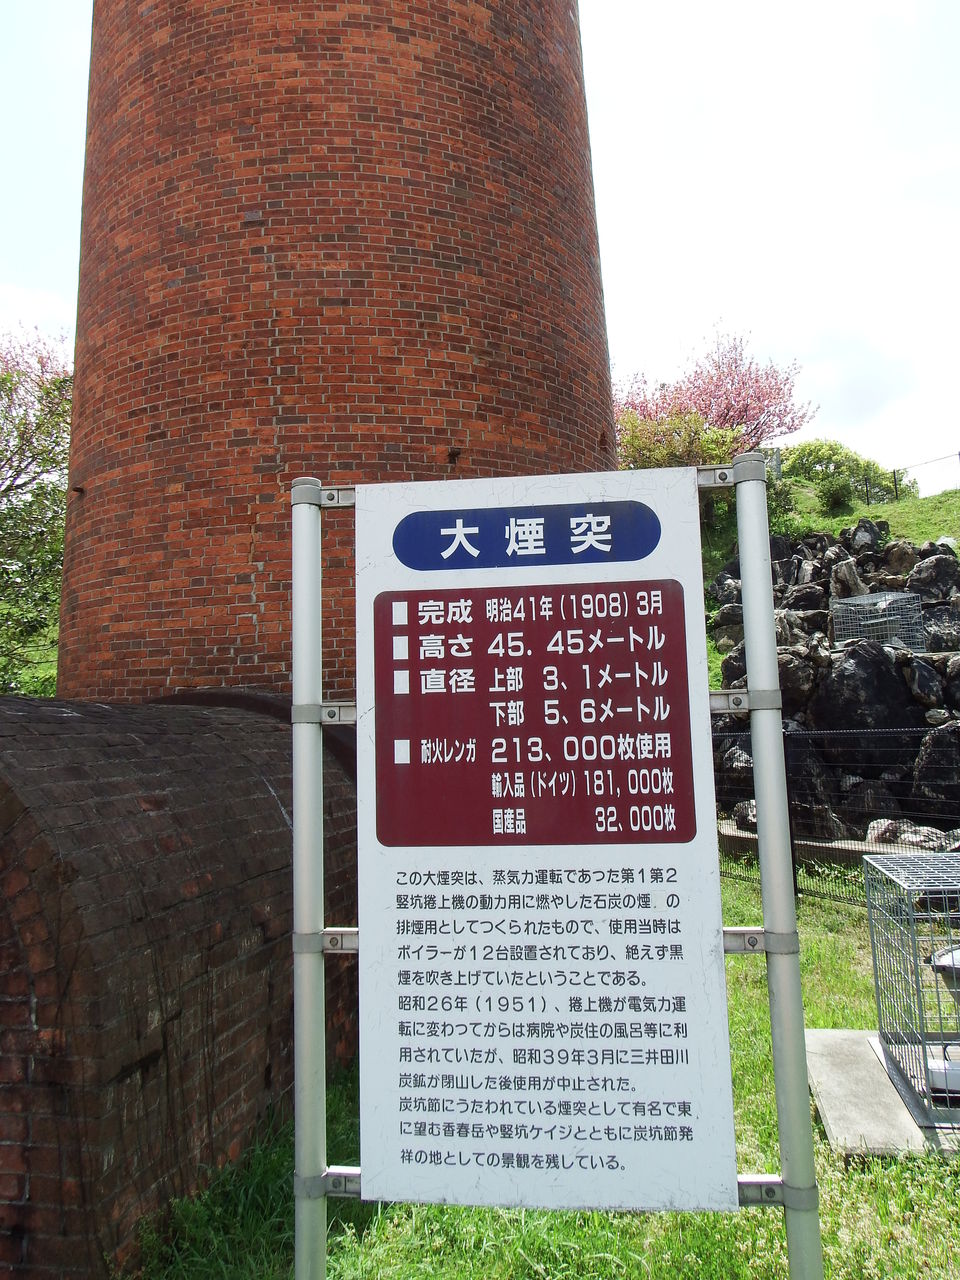 大煙突
■完成 明治41年(1908)3月
■高さ 45.45メートル
■直径 上部 3、1メートル
下部 5、6メートル
■耐火レンガ 213、000枚使用
輸入品(ドイツ)181,000枚
国産品 32、000枚
この大煙突は、蒸気力運転であつた第1第2
竪坑捲上機の動力用に燃やした石炭の煙 の
排煙用としてつくられたもので、使用当時は
ボイラーが12台設置されており、絶えず黒
煙を吹き上げていたということである。
昭和26年(1951)、捲上機が電気力運
転に変わつてからは病院や炭住の風呂等に利
用されていたが、昭和39年3月に三井田川
炭鉱が閉山した後使用が中止された。
炭坑節にうたわれている煙突として有名で東
に望む香春岳や竪坑ケイジとともに炭坑節発
祥の地としての景観を残している。